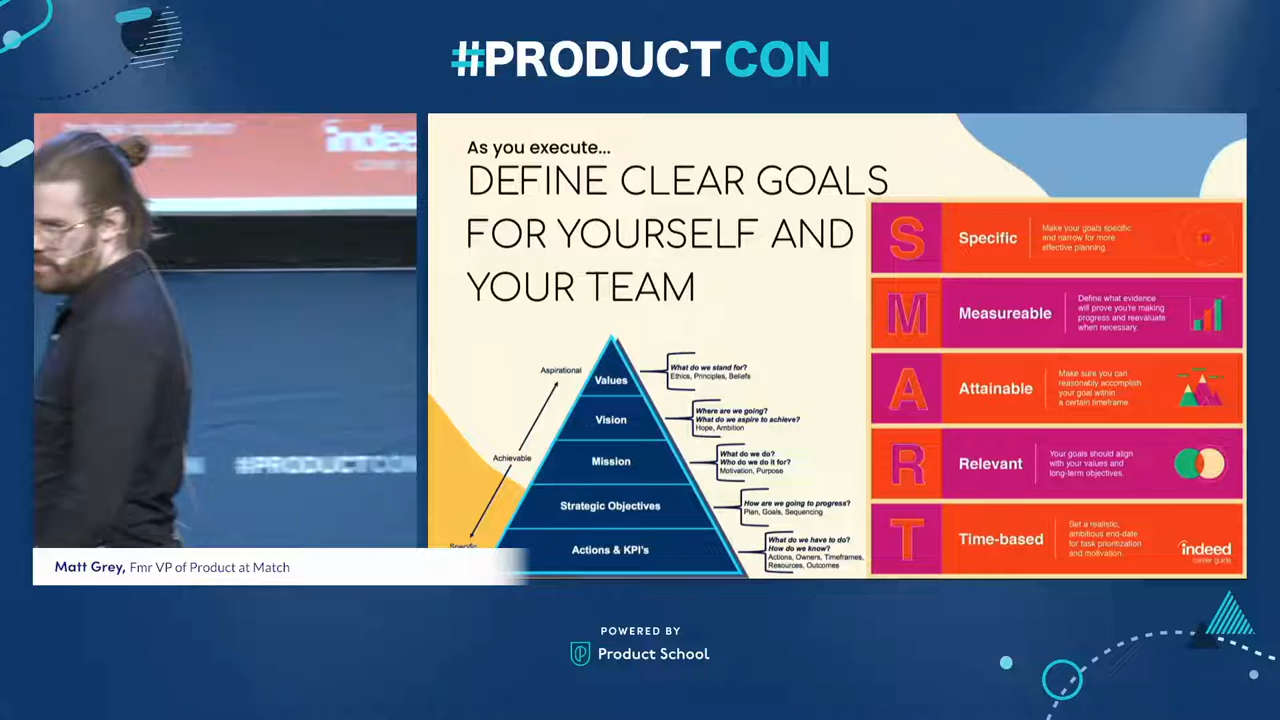 #PRODUCTCON
indeed
#PRODUCTCON
Matt Grey, Fmr VP of Product at Match
As you execute...
DEFINE CLEAR GOALS
FOR YOURSELF AND
YOUR TEAM
Aspirational
Achievable
Specific
Values
Vision
Mission
Strategic Objectives
Actions & KPI's
What do we stand for?
Ethics, Principles, Beliefs
Where are we going?
What do we aspire to achieve?
Hope, Ambition
What do we do?
Who do we do it for?
Motivation, Purpose
How are we going to progress?
Plan, Goals, Sequencing
What do we have to do?
How do we know?
Actions, Owners, Timeframes,
Resources, Outcomes
S
Specific
Make your goals specific
and narrow for more
effective planning.
M
Measureable
Define what evidence
will prove you're making
progress and reevaluate
when necessary.
A
Attainable
Make sure you can
reasonably accomplish
your goal within
a certain timeframe.
R
Relevant
Your goals should align
with your values and
long-term objectives.
T
Time-based
Set a realistic,
ambitious end-date
for task prioritization
and motivation.
indeed
career guide
POWERED BY
Product School